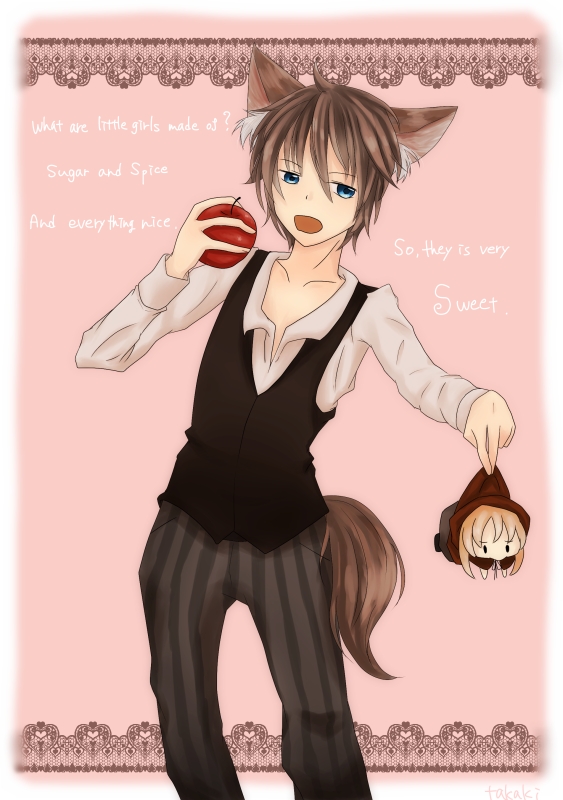 What are little girls made of?
Sugar and Spice
And everything nice.
So, they is very
Sweet.
takaki